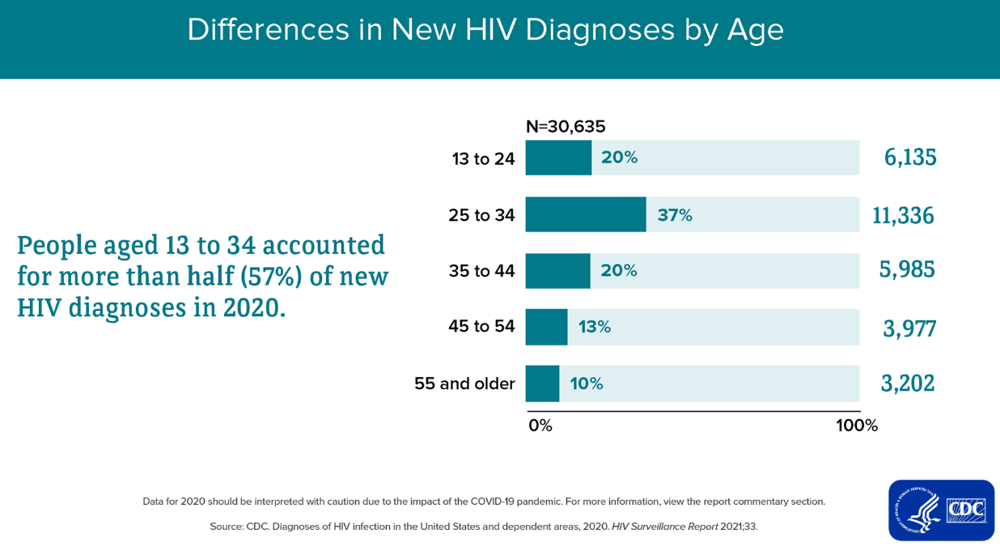 Differences in New HIV Diagnoses by Age
N=30,635
13 to 24 20% 6,135
25 to 34 37% 11,336
35 to 44 20% 5,985
45 to 54 13% 3,977
55 and older 10% 3,202
0% 100%
People aged 13 to 34 accounted
for more than half (57%) of new
HIV diagnoses in 2020.
Data for 2020 should be interpreted with caution due to the impact of the COVID-19 pandemic. For more information, view the report commentary section.
Source: CDC. Diagnoses of HIV infection in the United States and dependent areas, 2020. HIV Surveillance Report 2021;33.
CDC